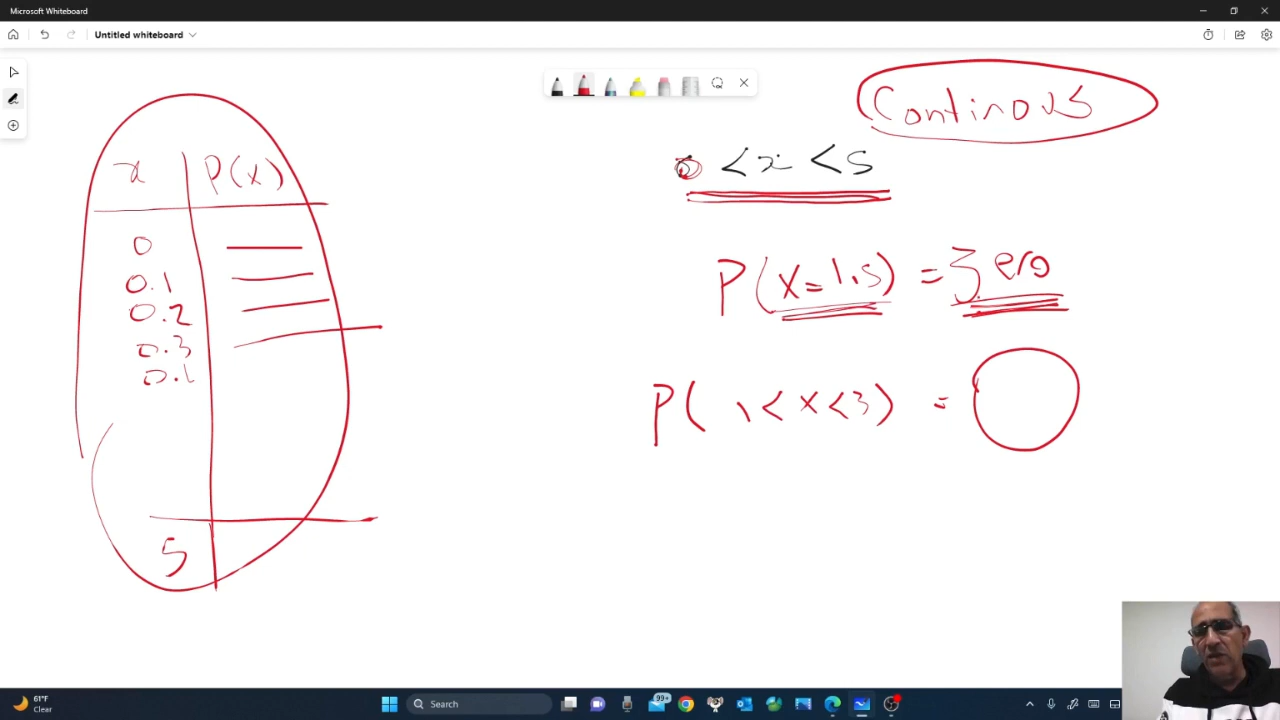 Microsoft Whiteboard
Untitled whiteboard
Continous
0 < x < 5
x P(x)
0
0.1
0.2
0.3
0.1
5
P(X=1.5) = Zero
P(1<X<3) =
61°F
Clear
Search
99+